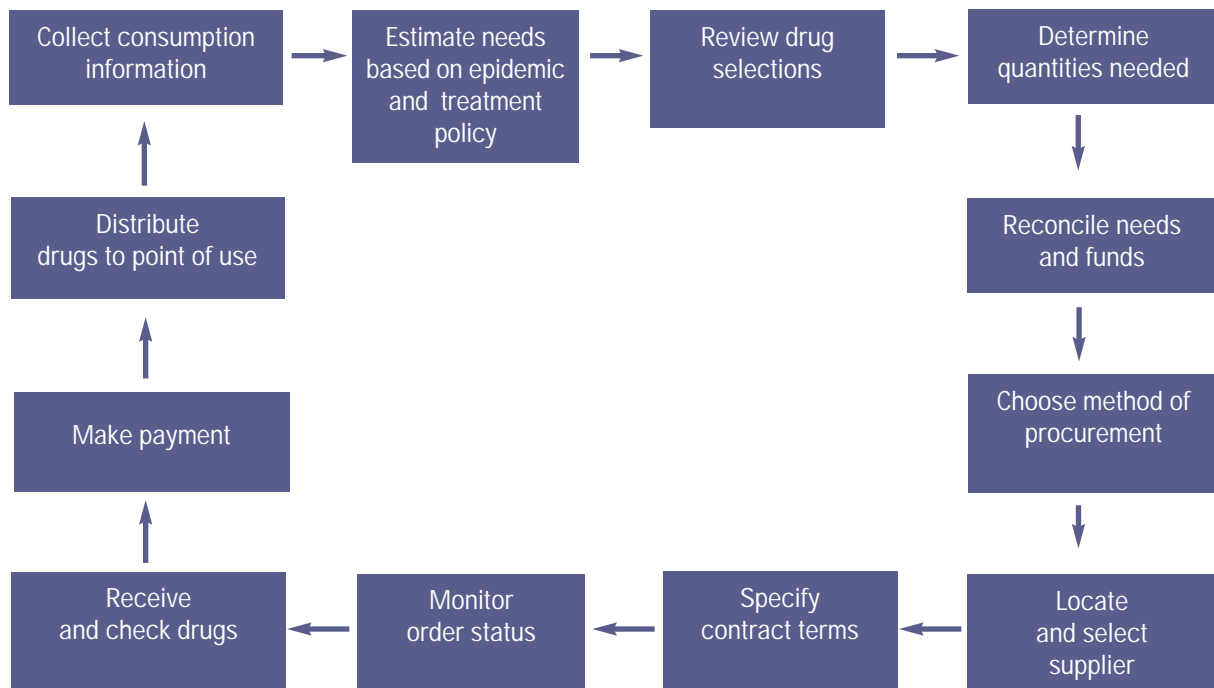 Collect consumption
information
Estimate needs
based on epidemic
and treatment
policy
Review drug
selections
Determine
quantities needed
Reconcile needs
and funds
Choose method of
procurement
Locate
and select
supplier
Specify
contract terms
Monitor
order status
Receive
and check drugs
Make payment
Distribute
drugs to point of use